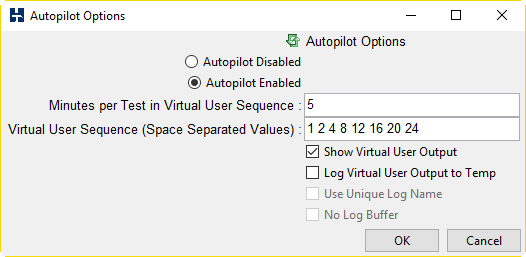 Autopilot Options
Autopilot Options
Autopilot Disabled
Autopilot Enabled
Minutes per Test in Virtual User Sequence : 5
Virtual User Sequence (Space Separated Values) : 1 2 4 8 12 16 20 24
Show Virtual User Output
Log Virtual User Output to Temp
Use Unique Log Name
No Log Buffer
OK Cancel